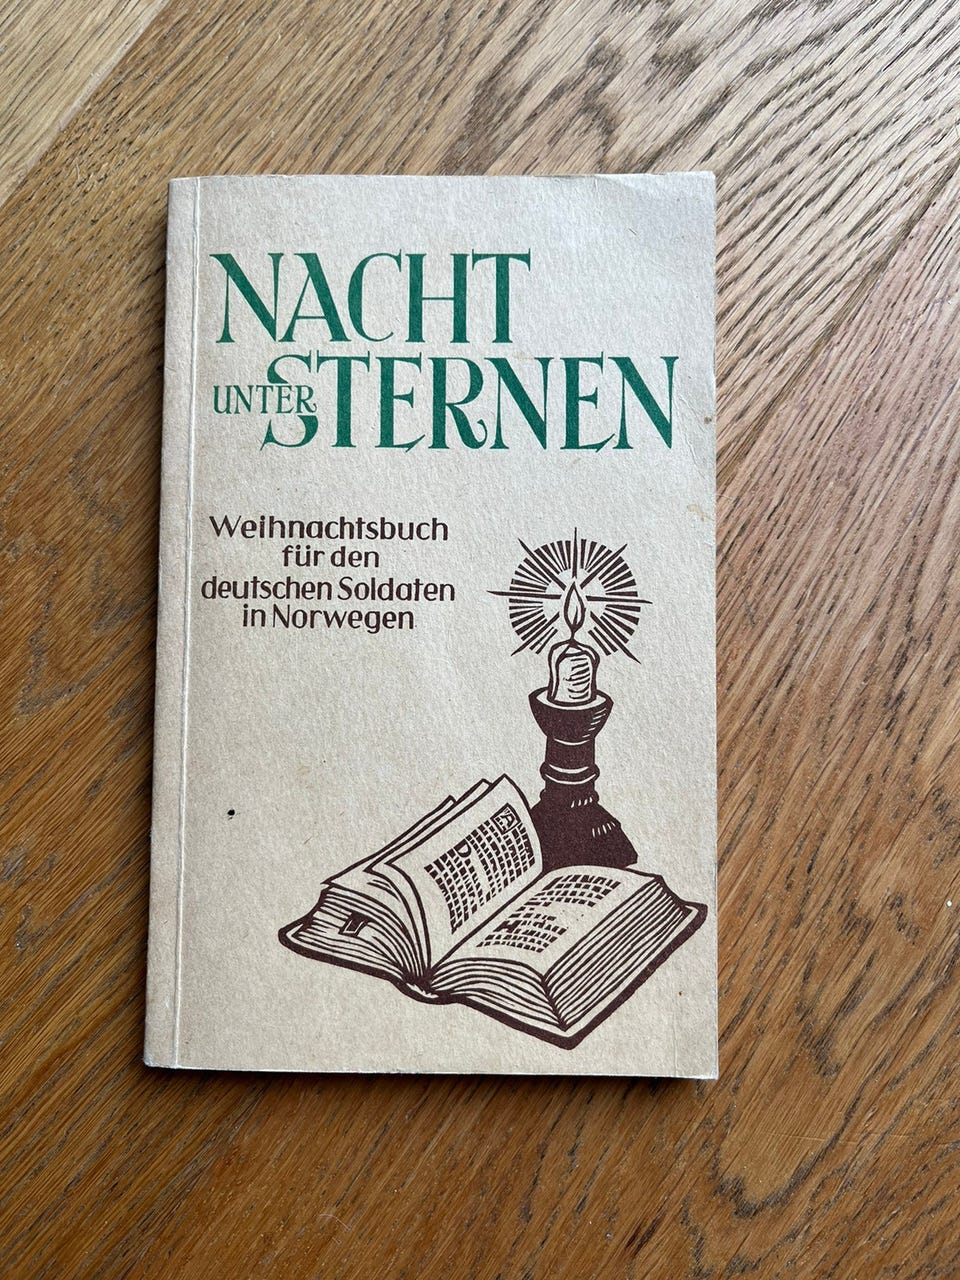 NACHT
UNTER STERNEN
Weihnachtsbuch
für den
deutschen Soldaten
in Norwegen